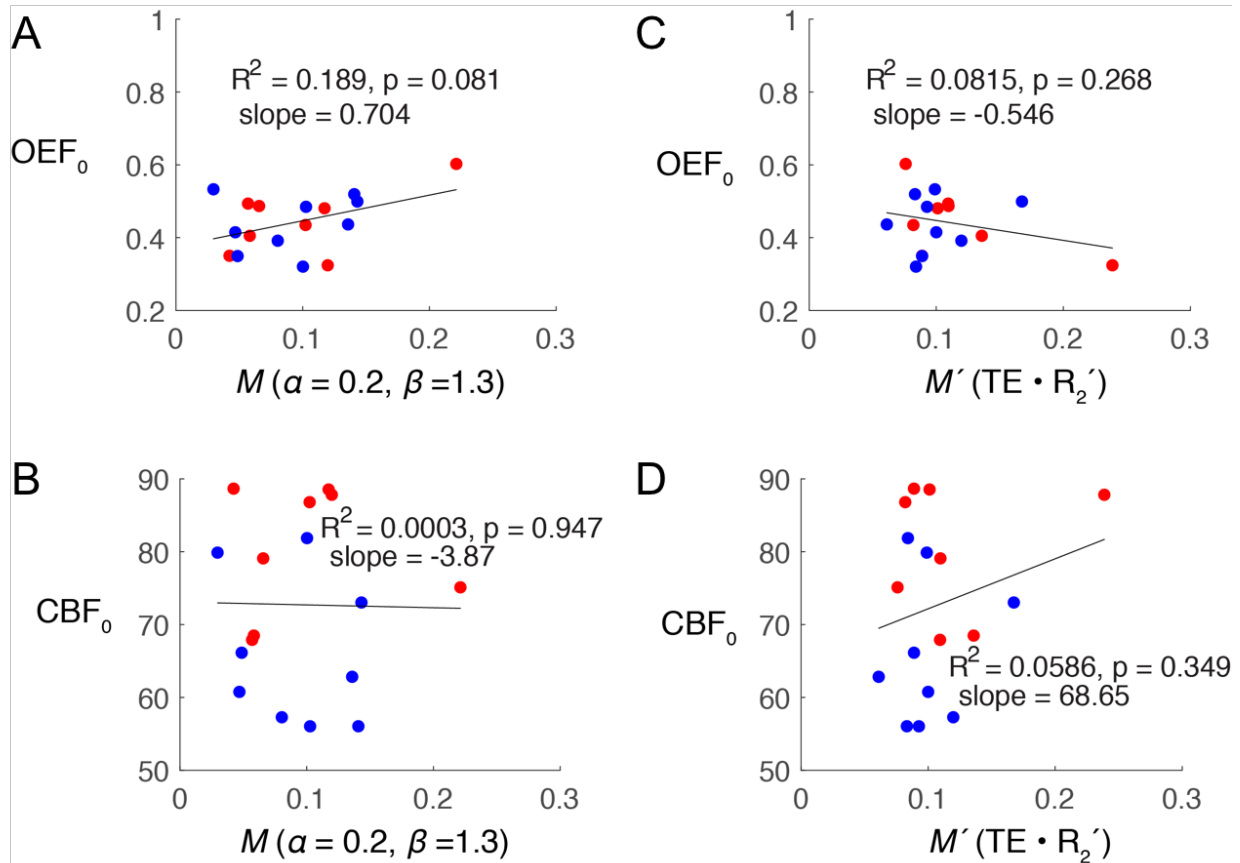 A
1
0.8
0.6
0.4
0.2
OEF₀
R² = 0.189, p = 0.081
slope = 0.704
0 0.1 0.2 0.3
M (α = 0.2, β =1.3)
C
1
0.8
0.6
0.4
0.2
OEF₀
R² = 0.0815, p = 0.268
slope = -0.546
0 0.1 0.2 0.3
M′ (TE • R₂′)
B
90
80
70
60
50
CBF₀
R² = 0.0003, p = 0.947
slope = -3.87
0 0.1 0.2 0.3
M (α = 0.2, β =1.3)
D
90
80
70
60
50
CBF₀
R² = 0.0586, p = 0.349
slope = 68.65
0 0.1 0.2 0.3
M′ (TE • R₂′)